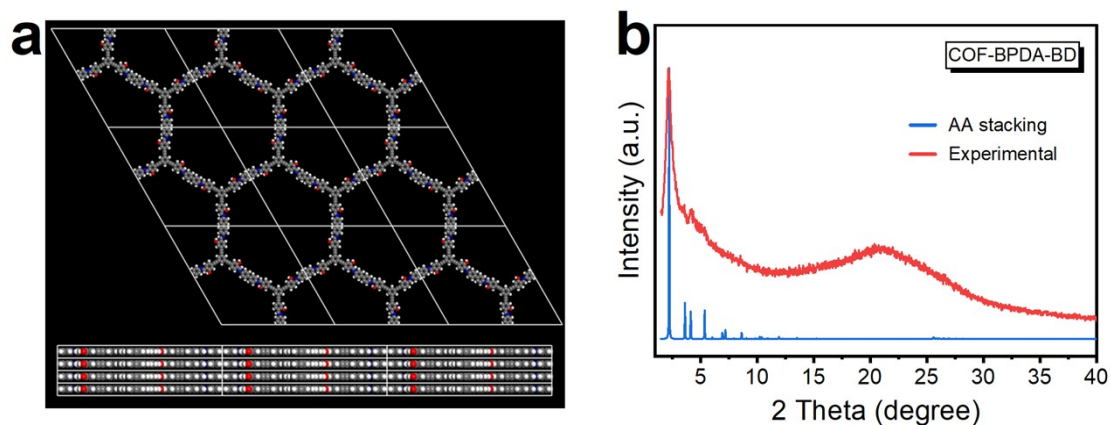 a
b
COF-BPDA-BD
AA stacking
Experimental
Intensity (a.u.)
5 10 15 20 25 30 35 40
2 Theta (degree)